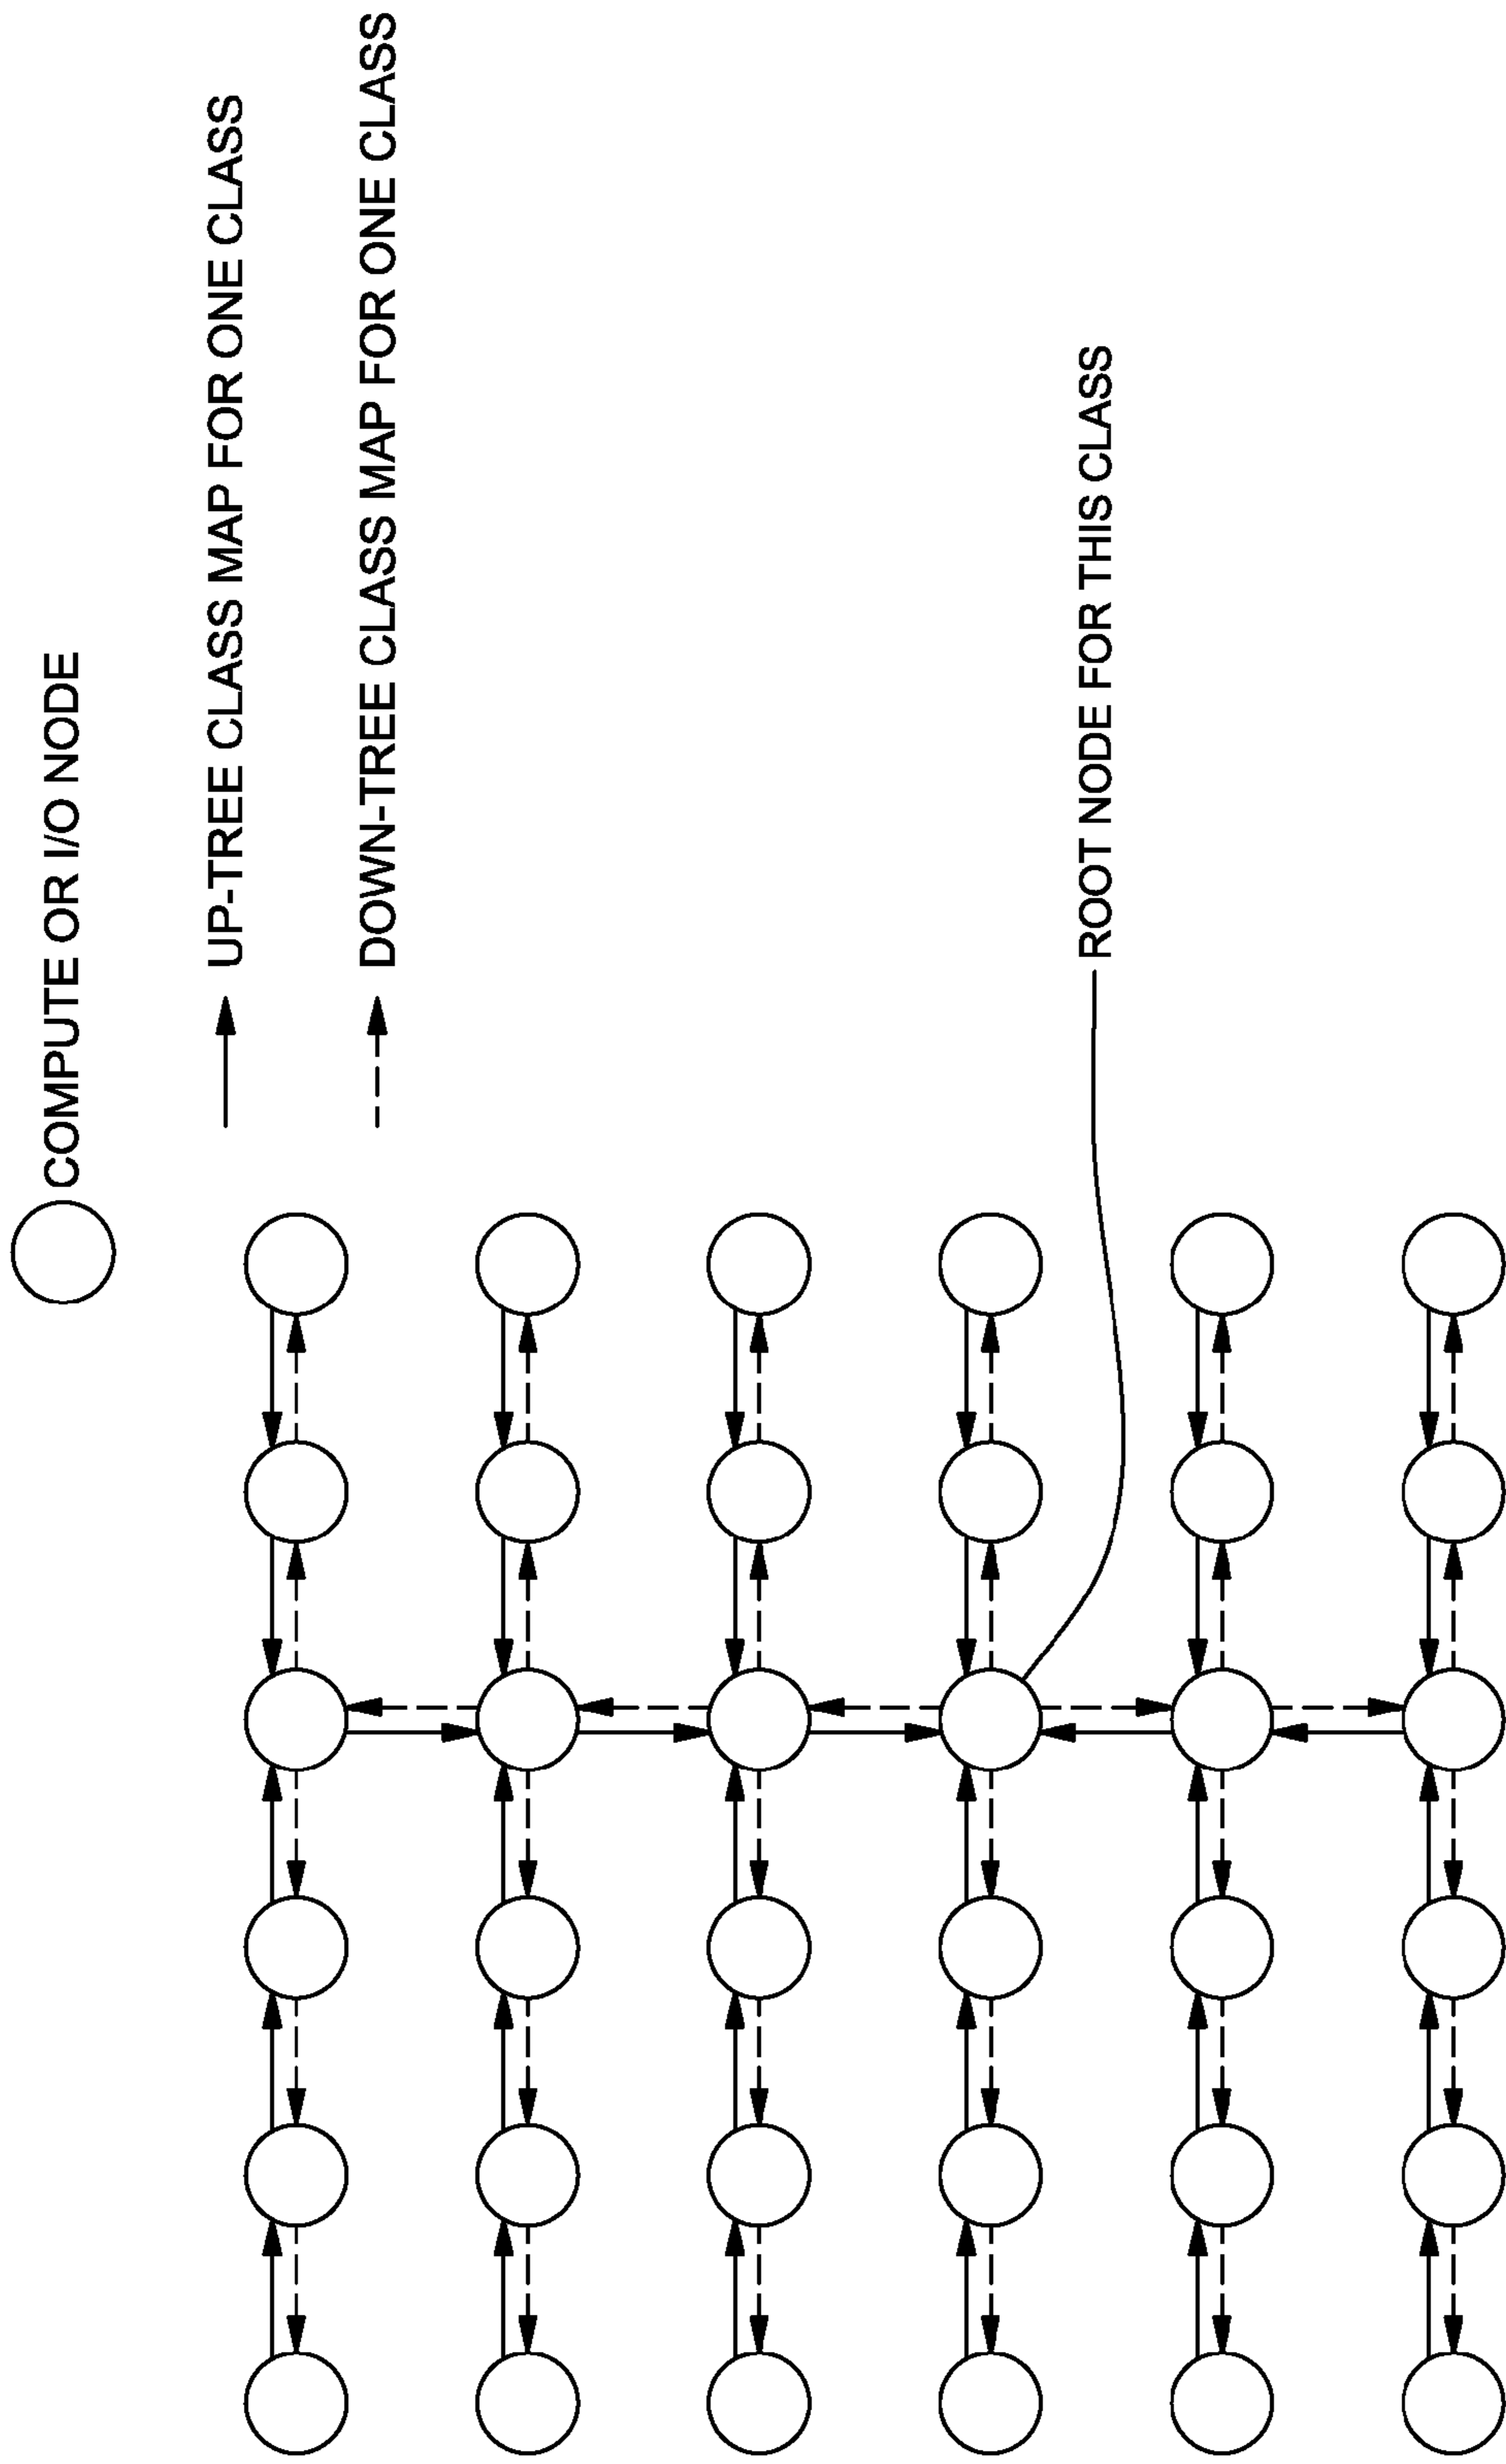 COMPUTE OR I/O NODE
UP-TREE CLASS MAP FOR ONE CLASS
DOWN-TREE CLASS MAP FOR ONE CLASS
ROOT NODE FOR THIS CLASS